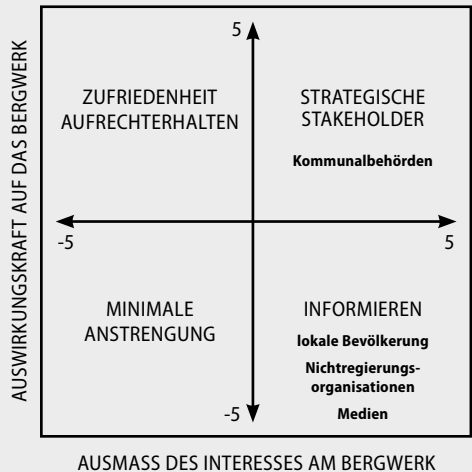 AUSWIRKUNGSKRAFT AUF DAS BERGWERK
5
ZUFRIEDENHEIT
AUFRECHTERHALTEN
STRATEGISCHE
STAKEHOLDER
Kommunalbehörden
-5
5
MINIMALE
ANSTRENGUNG
INFORMIEREN
lokale Bevölkerung
Nichtregierungs-
organisationen
Medien
-5
AUSMASS DES INTERESSES AM BERGWERK